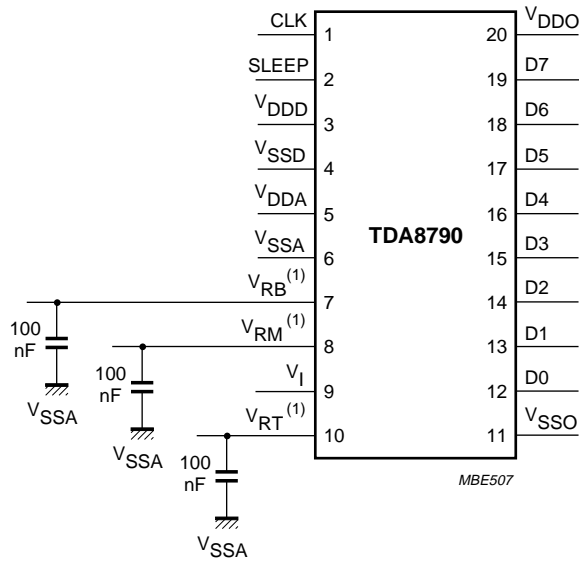 CLK 1 20 VDDO
SLEEP 2 19 D7
VDDD 3 18 D6
VSSD 4 17 D5
VDDA 5 16 D4
TDA8790
VSSA 6 15 D3
VRB(1) 7 14 D2
100 nF
VSSA
VRM(1) 8 13 D1
100 nF
VSSA
VI 9 12 D0
VRT(1) 10 11 VSSO
100 nF
VSSA
MBE507